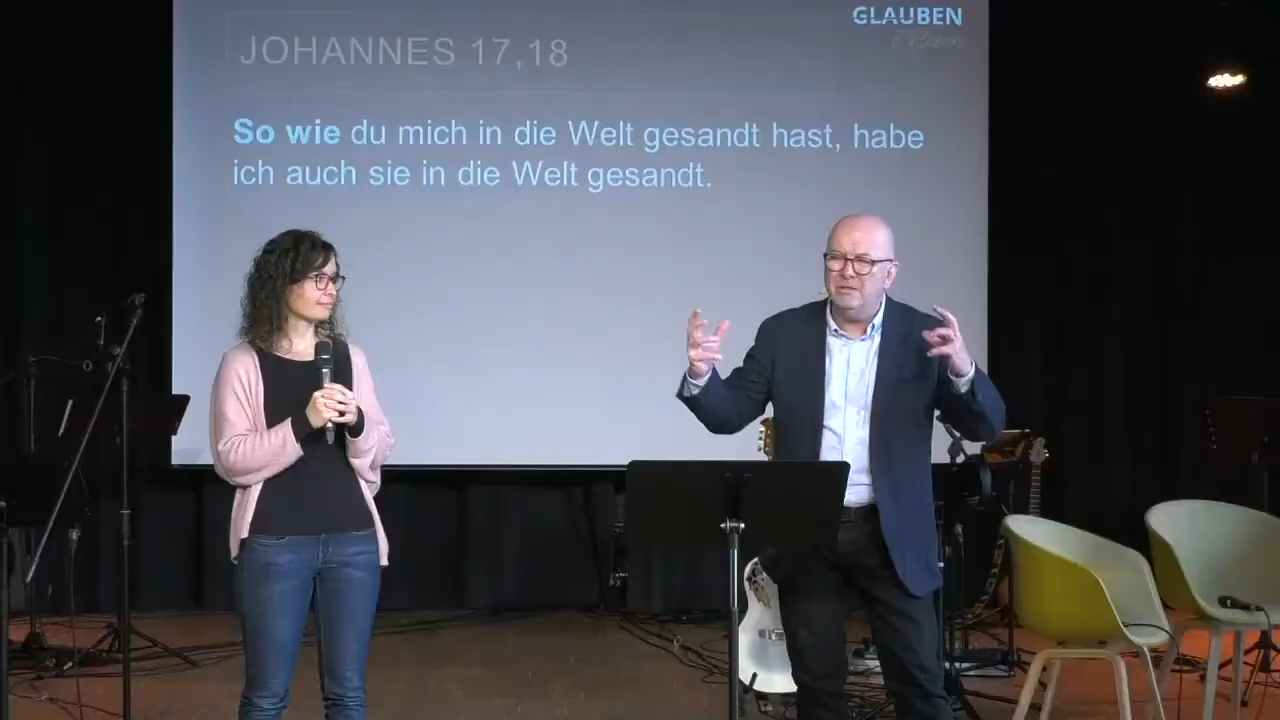 GLAUBEN
JOHANNES 17,18
So wie du mich in die Welt gesandt hast, habe
ich auch sie in die Welt gesandt.